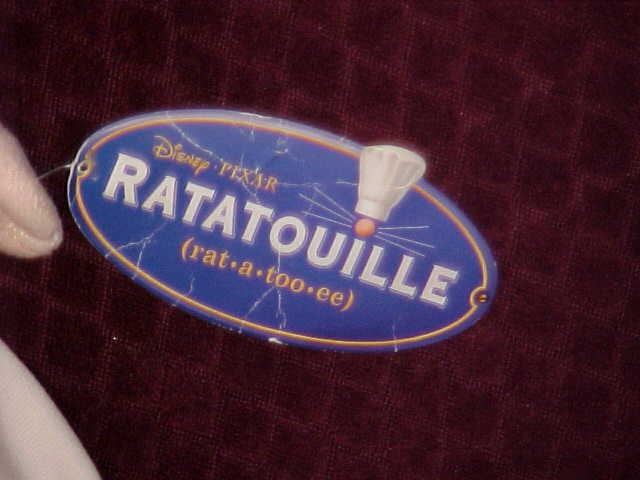 Disney · PIXAR
RATATOUILLE
(rat•a•too•ee)